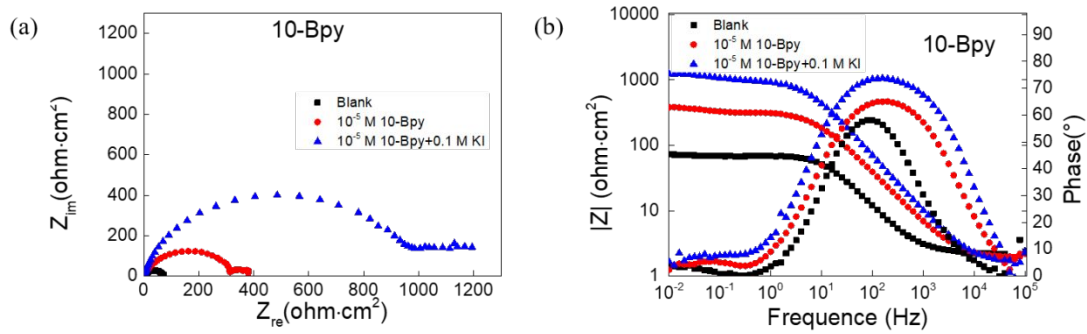 (a)
10-Bpy
Z_im(ohm·cm²)
1200
1000
800
600
400
200
0
Blank
10⁻⁵ M 10-Bpy
10⁻⁵ M 10-Bpy+0.1 M KI
0 200 400 600 800 1000 1200
Z_re(ohm·cm²)
(b)
10-Bpy
|Z| (ohm·cm²)
10000
1000
100
10
1
Blank
10⁻⁵ M 10-Bpy
10⁻⁵ M 10-Bpy+0.1 M KI
90
80
70
60
50
40
30
20
10
0
Phase(°)
10⁻² 10⁻¹ 10⁰ 10¹ 10² 10³ 10⁴ 10⁵
Frequence (Hz)